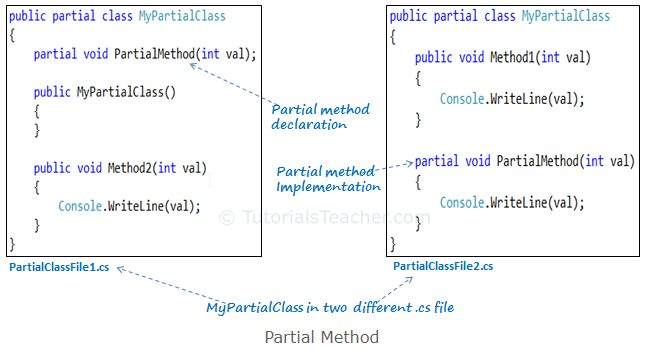 public partial class MyPartialClass
{
    partial void PartialMethod(int val);
    public MyPartialClass()
    {
    }
    public void Method2(int val)
    {
        Console.WriteLine(val);
    }
}
PartialClassFile1.cs
Partial method
declaration
Partial method
Implementation
© TutorialsTeacher.com
public partial class MyPartialClass
{
    public void Method1(int val)
    {
        Console.WriteLine(val);
    }
    partial void PartialMethod(int val)
    {
        Console.WriteLine(val);
    }
}
PartialClassFile2.cs
MyPartialClass in two different .cs file
Partial Method